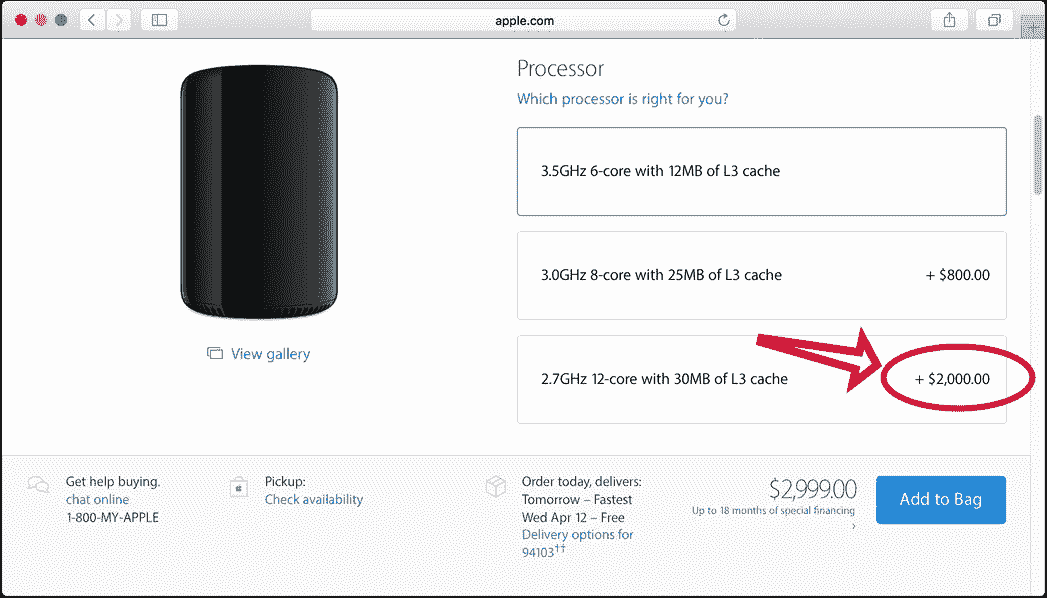 apple.com
Processor
Which processor is right for you?
3.5GHz 6-core with 12MB of L3 cache
3.0GHz 8-core with 25MB of L3 cache + $800.00
2.7GHz 12-core with 30MB of L3 cache + $2,000.00
View gallery
Get help buying.
chat online
1-800-MY-APPLE
Pickup:
Check availability
Order today, delivers:
Tomorrow – Fastest
Wed Apr 12 – Free
Delivery options for
94103††
$2,999.00
Up to 18 months of special financing
›
Add to Bag